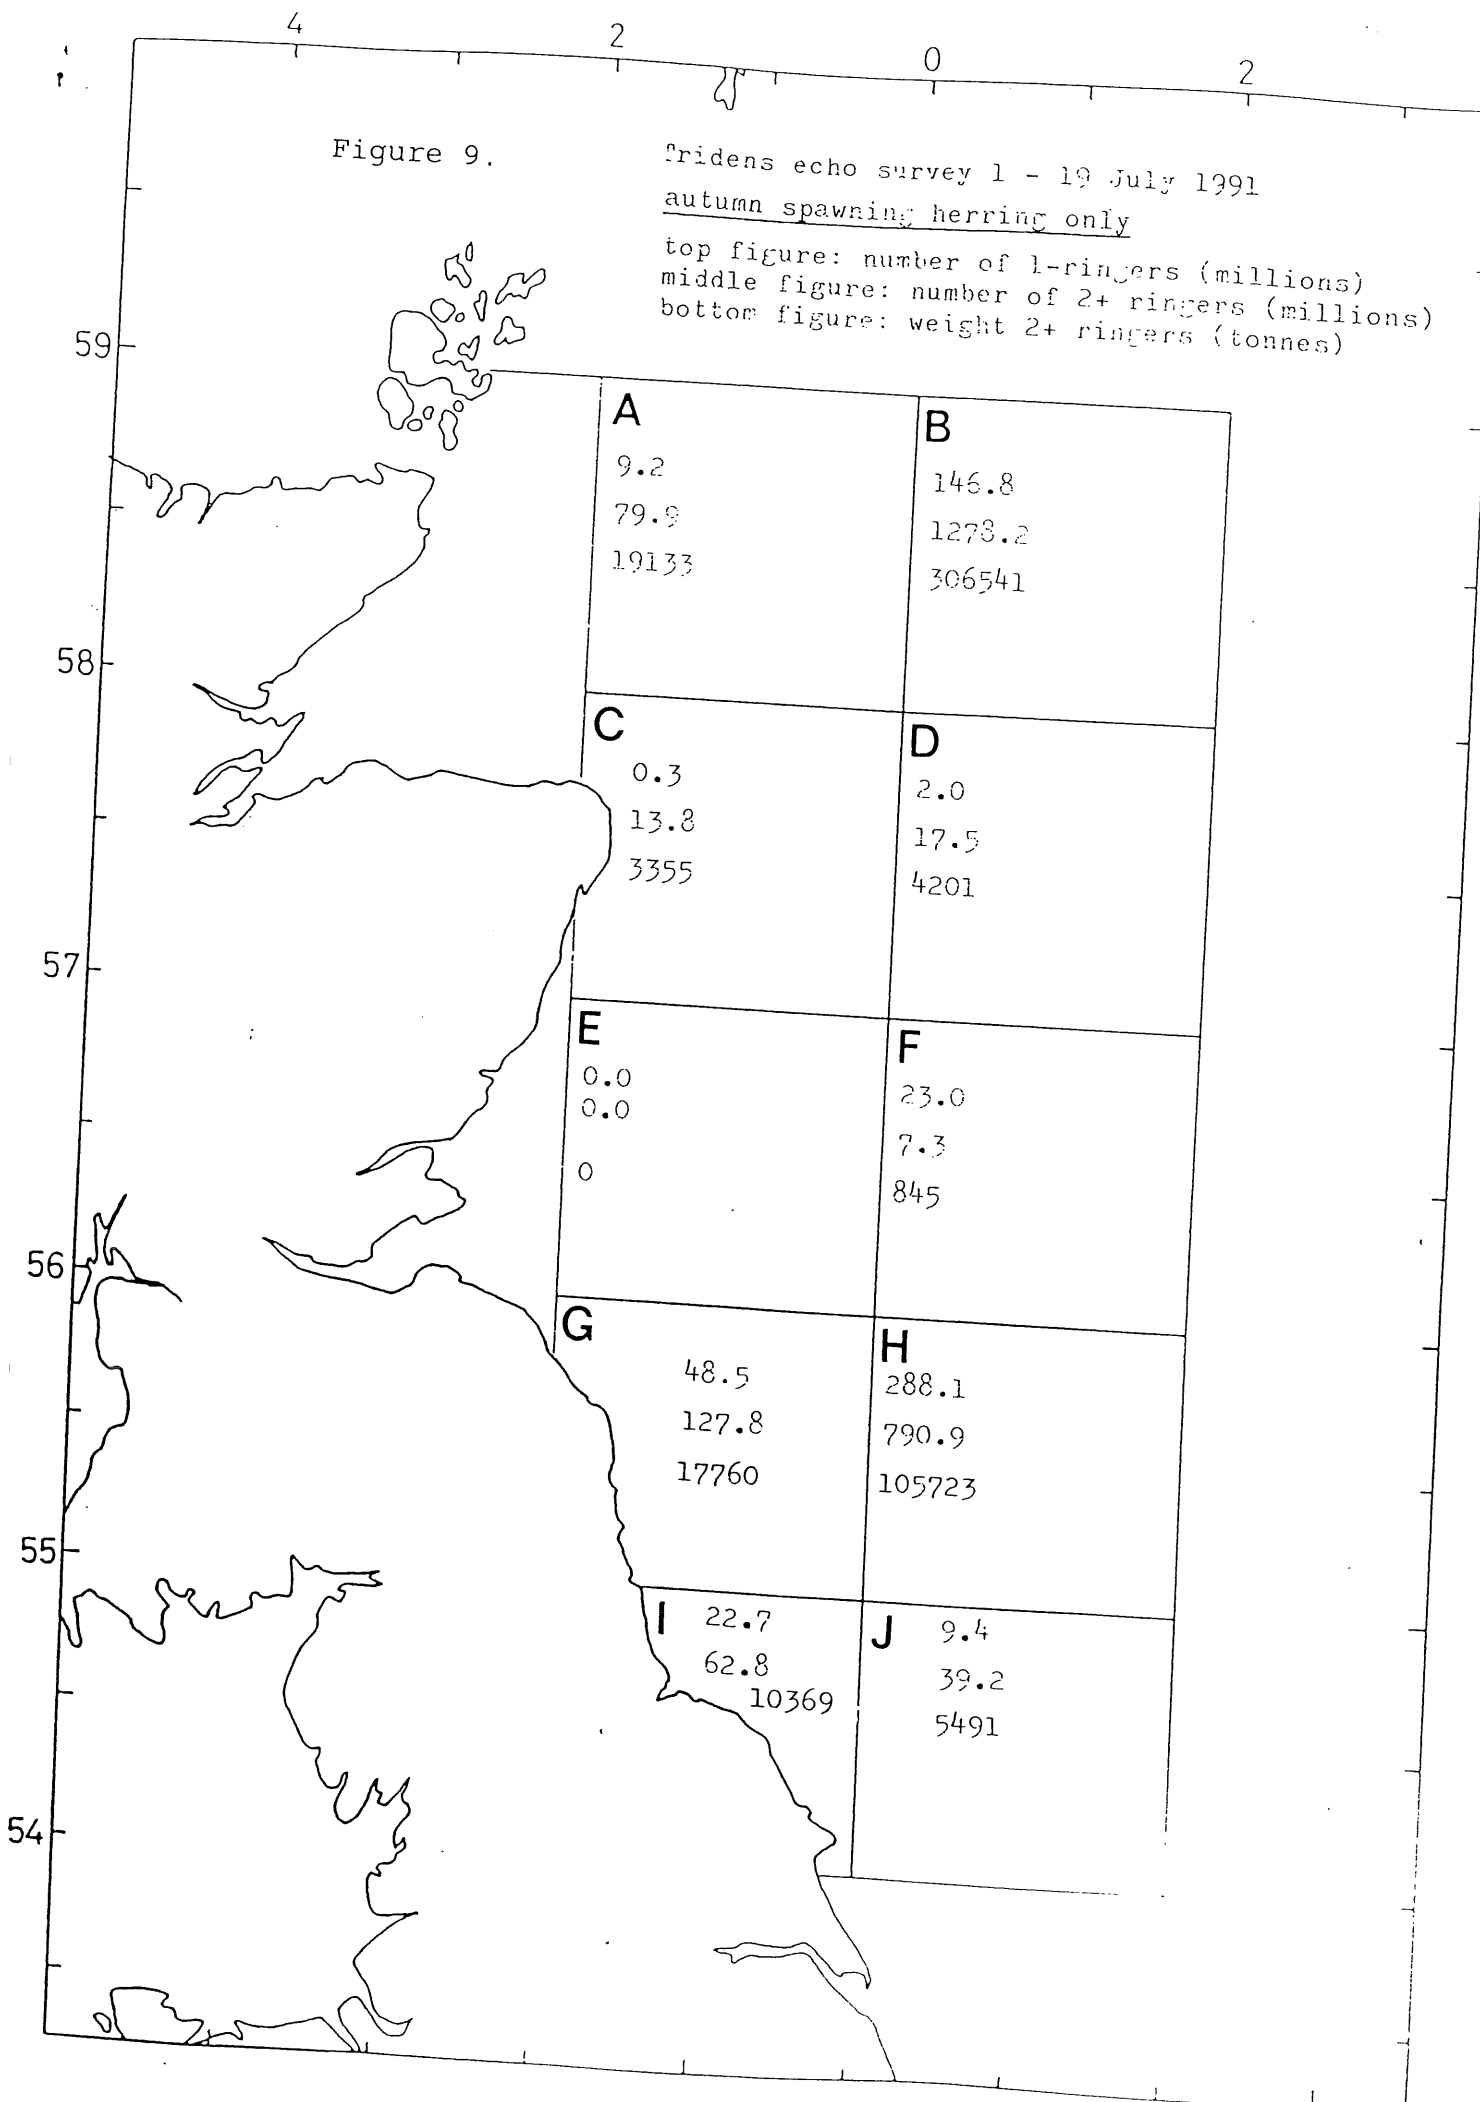 4 2 0 2
Figure 9.
Tridens echo survey 1 - 19 July 1991
autumn spawning herring only
top figure: number of 1-ringers (millions)
middle figure: number of 2+ ringers (millions)
bottom figure: weight 2+ ringers (tonnes)
59
A
9.2
79.9
19133
B
146.8
1278.2
306541
58
C
0.3
13.8
3355
D
2.0
17.5
4201
57
E
0.0
0.0
0
F
23.0
7.3
845
56
G
48.5
127.8
17760
H
288.1
790.9
105723
55
I
22.7
62.8
10369
J
9.4
39.2
5491
54